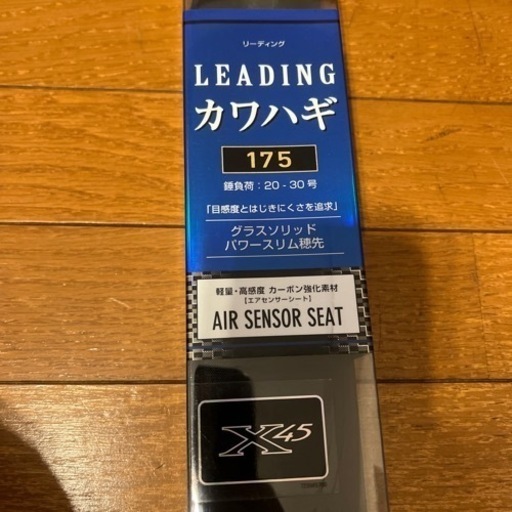 リーディング
LEADING
カワハギ
175
錘負荷：20-30号
「目感度とはじきにくさを追求」
グラスソリッド
パワースリム穂先
軽量・高感度 カーボン強化素材
【エアセンサーシート】
AIR SENSOR SEAT
X45